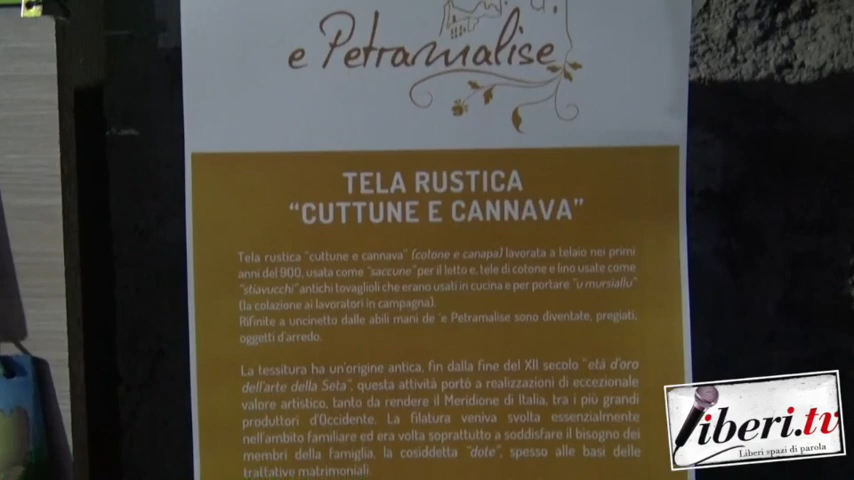 e Petramalise
TELA RUSTICA
“CUTTUNE E CANNAVA”
Tela rustica “cuttune e cannava” (cotone e canapa) lavorata a telaio nei primi
anni del 900, usata come “saccune” per il letto e, tele di cotone e lino usate come
“stiavucchi” antichi tovaglioli che erano usati in cucina e per portare “u mursiallu”
(la colazione ai lavoratori in campagna).
Rifinite a uncinetto dalle abili mani de ‘e Petramalise sono diventate, pregiati,
oggetti d’arredo.
La tessitura ha un’origine antica, fin dalla fine del XII secolo “età d’oro
dell’arte della Seta”, questa attività portò a realizzazioni di eccezionale
valore artistico, tanto da rendere il Meridione di Italia, tra i più grandi
produttori d’Occidente. La filatura veniva svolta essenzialmente
nell’ambito familiare ed era volta soprattutto a soddisfare il bisogno dei
membri della famiglia, la cosiddetta “dote”, spesso alle basi delle
trattative matrimoniali.
liberi.tv
Liberi spazi di parola